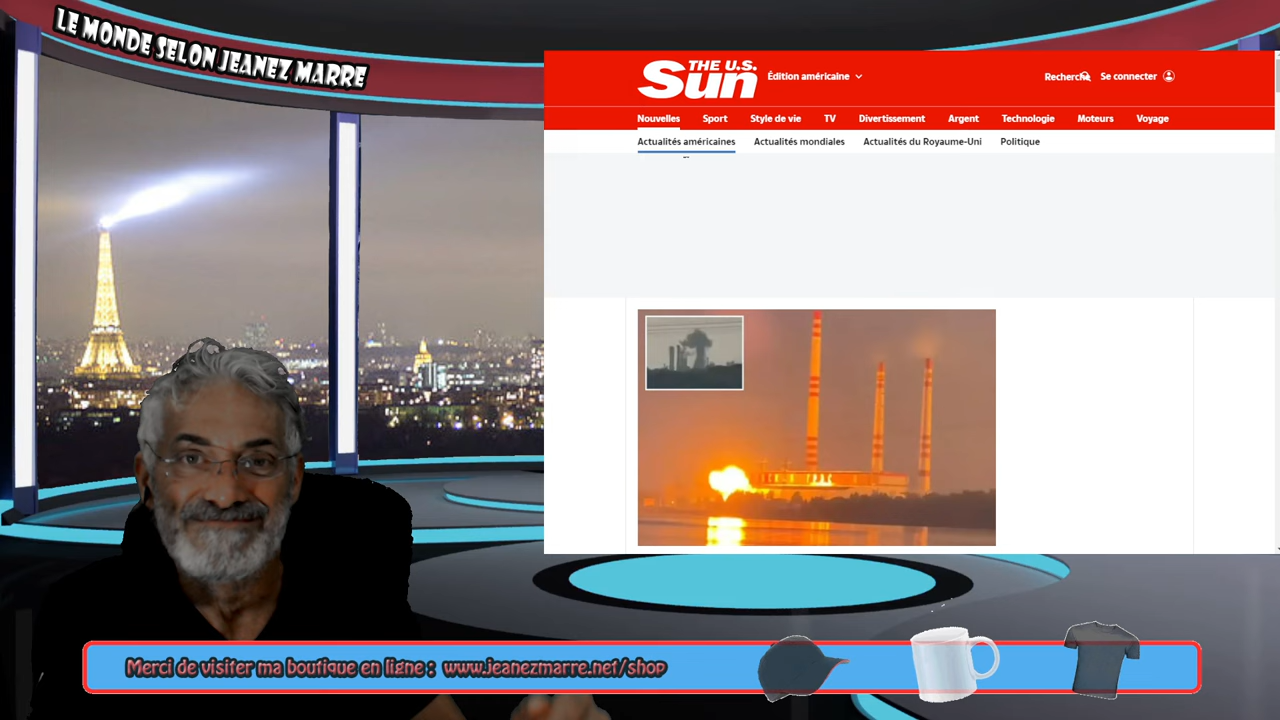 LE MONDE SELON JEANEZ MARRE
THE U.S.
Sun
Édition américaine
Recherche
Se connecter
Nouvelles Sport Style de vie TV Divertissement Argent Technologie Moteurs Voyage
Actualités américaines Actualités mondiales Actualités du Royaume-Uni Politique
Merci de visiter ma boutique en ligne : www.jeanezmarre.net/shop